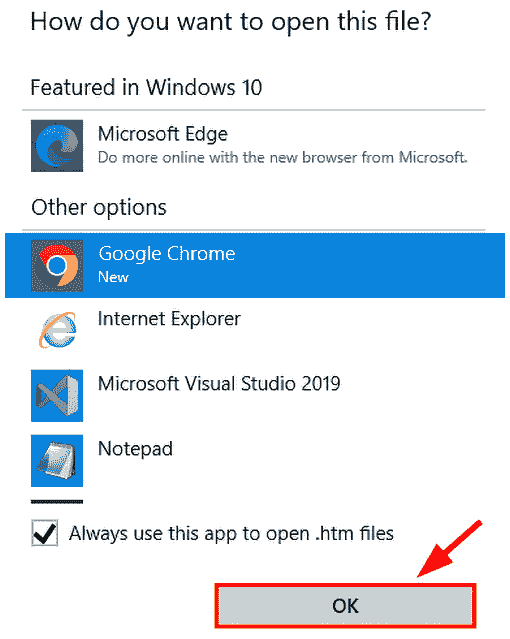 How do you want to open this file?
Featured in Windows 10
Microsoft Edge
Do more online with the new browser from Microsoft.
Other options
Google Chrome
New
Internet Explorer
Microsoft Visual Studio 2019
Notepad
Always use this app to open .htm files
OK